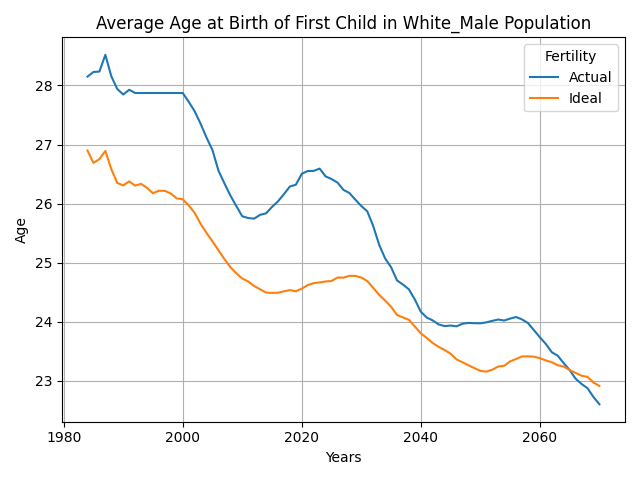 Average Age at Birth of First Child in White_Male Population
Fertility
Actual
Ideal
Age
28
27
26
25
24
23
1980
2000
2020
2040
2060
Years